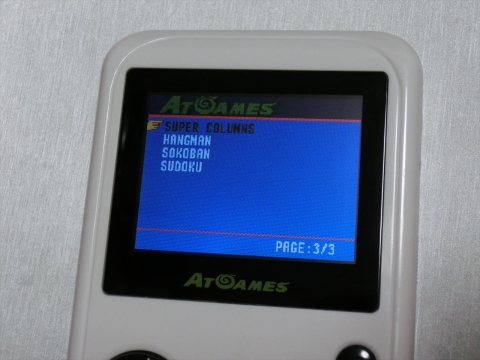 ATGAMES
SUPER COLUMNS
HANGMAN
SOKOBAN
SUDOKU
PAGE:3/3
ATGAMES